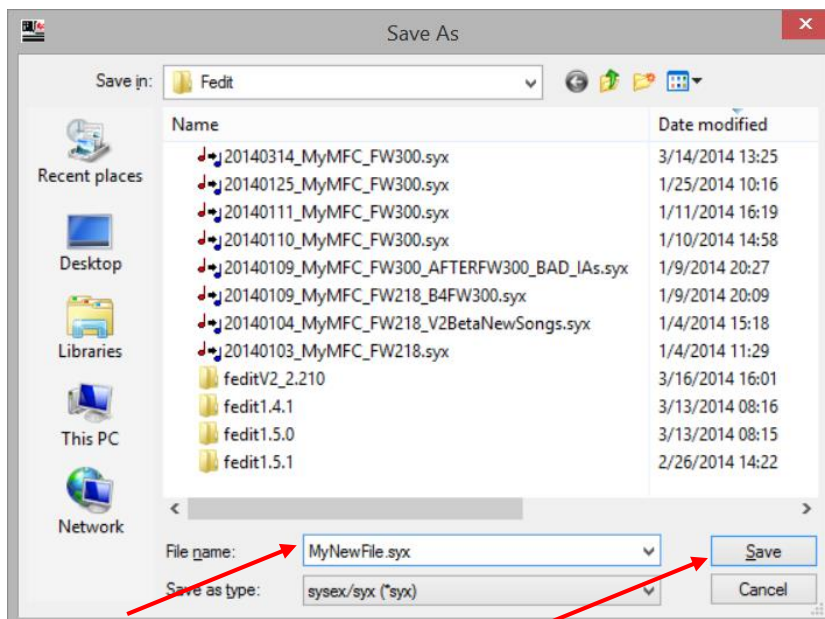 Save As
Save in: Fedit
Name Date modified
20140314_MyMFC_FW300.syx 3/14/2014 13:25
20140125_MyMFC_FW300.syx 1/25/2014 10:16
20140111_MyMFC_FW300.syx 1/11/2014 16:19
20140110_MyMFC_FW300.syx 1/10/2014 14:58
20140109_MyMFC_FW300_AFTERFW300_BAD_IAs.syx 1/9/2014 20:27
20140109_MyMFC_FW218_B4FW300.syx 1/9/2014 20:09
20140104_MyMFC_FW218_V2BetaNewSongs.syx 1/4/2014 15:18
20140103_MyMFC_FW218.syx 1/4/2014 11:29
feditV2_2.210 3/16/2014 16:01
fedit1.4.1 3/13/2014 08:16
fedit1.5.0 3/13/2014 08:15
fedit1.5.1 2/26/2014 14:22
Recent places
Desktop
Libraries
This PC
Network
File name: MyNewFile.syx Save
Save as type: sysex/syx (*syx) Cancel